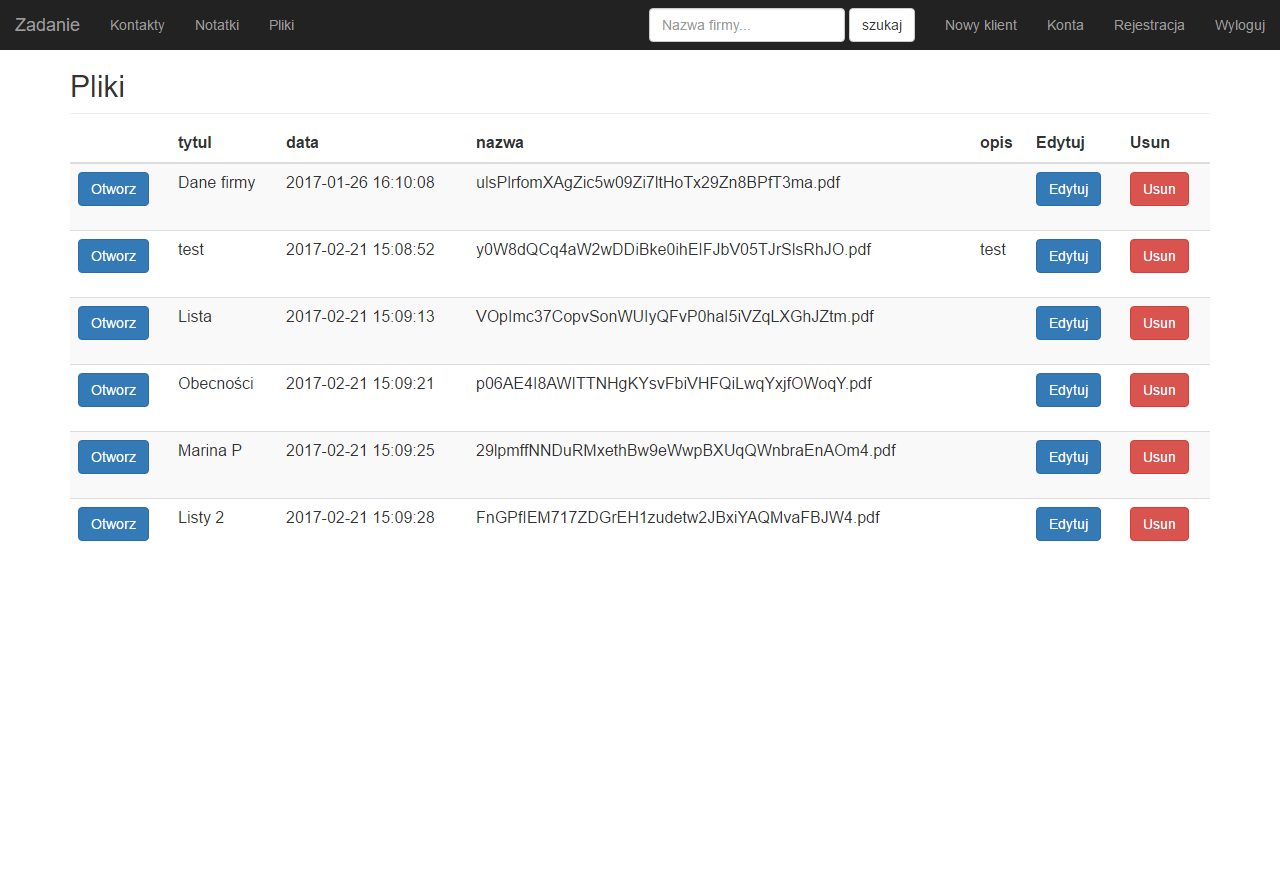 Zadanie Kontakty Notatki Pliki Nazwa firmy... szukaj Nowy klient Konta Rejestracja Wyloguj
Pliki
tytul data nazwa opis Edytuj Usun
Otworz Dane firmy 2017-01-26 16:10:08 ulsPlrfomXAgZic5w09Zi7ltHoTx29Zn8BPfT3ma.pdf Edytuj Usun
Otworz test 2017-02-21 15:08:52 y0W8dQCq4aW2wDDiBke0ihEIFJbV05TJrSlsRhJO.pdf test Edytuj Usun
Otworz Lista 2017-02-21 15:09:13 VOpImc37CopvSonWUIyQFvP0haI5iVZqLXGhJZtm.pdf Edytuj Usun
Otworz Obecności 2017-02-21 15:09:21 p06AE4I8AWITTNHgKYsvFbiVHFQiLwqYxjfOWoqY.pdf Edytuj Usun
Otworz Marina P 2017-02-21 15:09:25 29lpmffNNDuRMxethBw9eWwpBXUqQWnbraEnAOm4.pdf Edytuj Usun
Otworz Listy 2 2017-02-21 15:09:28 FnGPfIEM717ZDGrEH1zudetw2JBxiYAQMvaFBJW4.pdf Edytuj Usun